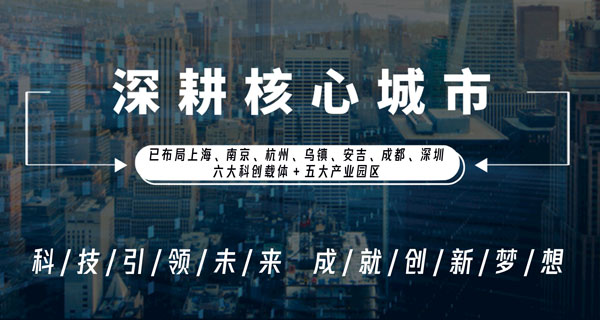 深耕核心城市
已布局上海、南京、杭州、乌镇、安吉、成都、深圳
六大科创载体+五大产业园区
科/技/引/领/未/来 成/就/创/新/梦/想